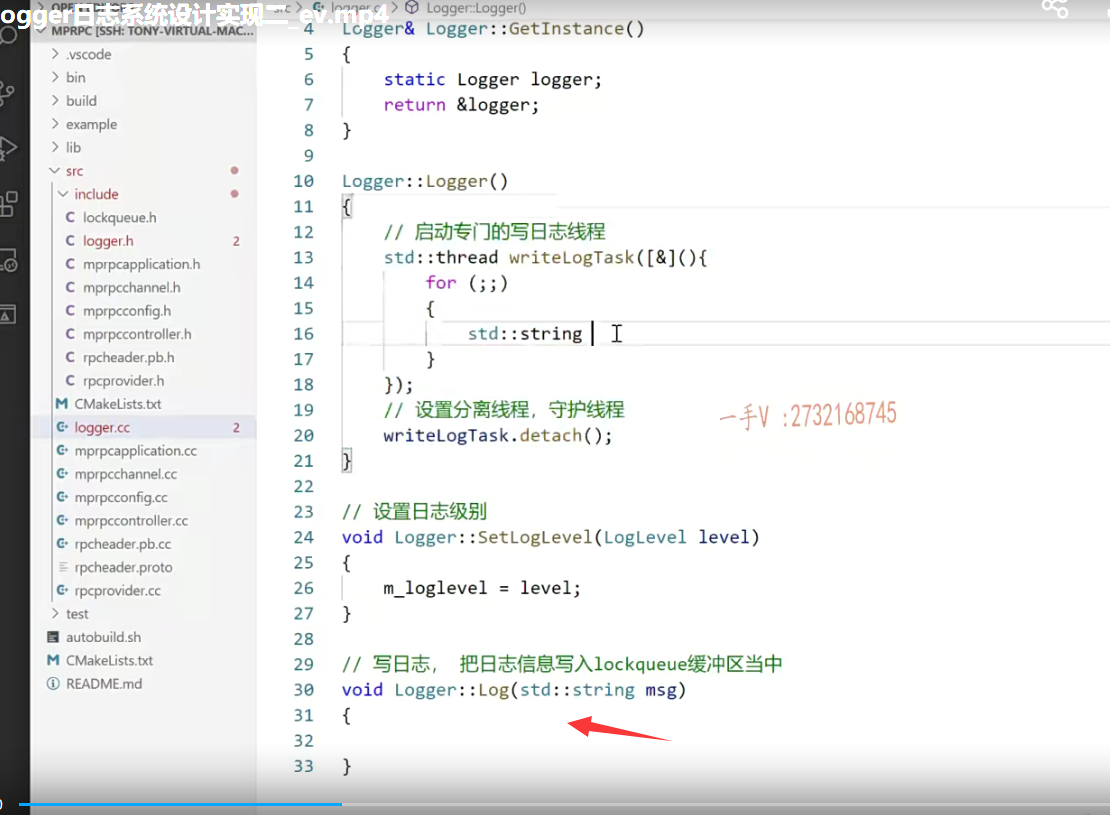 ogger日志系统设计实现二_ev.mp4
logger.cc > Logger::Logger()
MPRPC [SSH: TONY-VIRTUAL-MAC...
.vscode
bin
build
example
lib
src
include
lockqueue.h
logger.h 2
mprpcapplication.h
mprpcchannel.h
mprpcconfig.h
mprpccontroller.h
rpcheader.pb.h
rpcprovider.h
CMakeLists.txt
logger.cc 2
mprpcapplication.cc
mprpcchannel.cc
mprpcconfig.cc
mprpccontroller.cc
rpcheader.pb.cc
rpcheader.proto
rpcprovider.cc
test
autobuild.sh
CMakeLists.txt
README.md
4 Logger& Logger::GetInstance()
5 {
6 static Logger logger;
7 return &logger;
8 }
9
10 Logger::Logger()
11 {
12 // 启动专门的写日志线程
13 std::thread writeLogTask([&](){
14 for (;;)
15 {
16 std::string
17 }
18 });
19 // 设置分离线程，守护线程
20 writeLogTask.detach();
21 }
22
23 // 设置日志级别
24 void Logger::SetLogLevel(LogLevel level)
25 {
26 m_loglevel = level;
27 }
28
29 // 写日志， 把日志信息写入lockqueue缓冲区当中
30 void Logger::Log(std::string msg)
31 {
32
33 }
一手V :2732168745